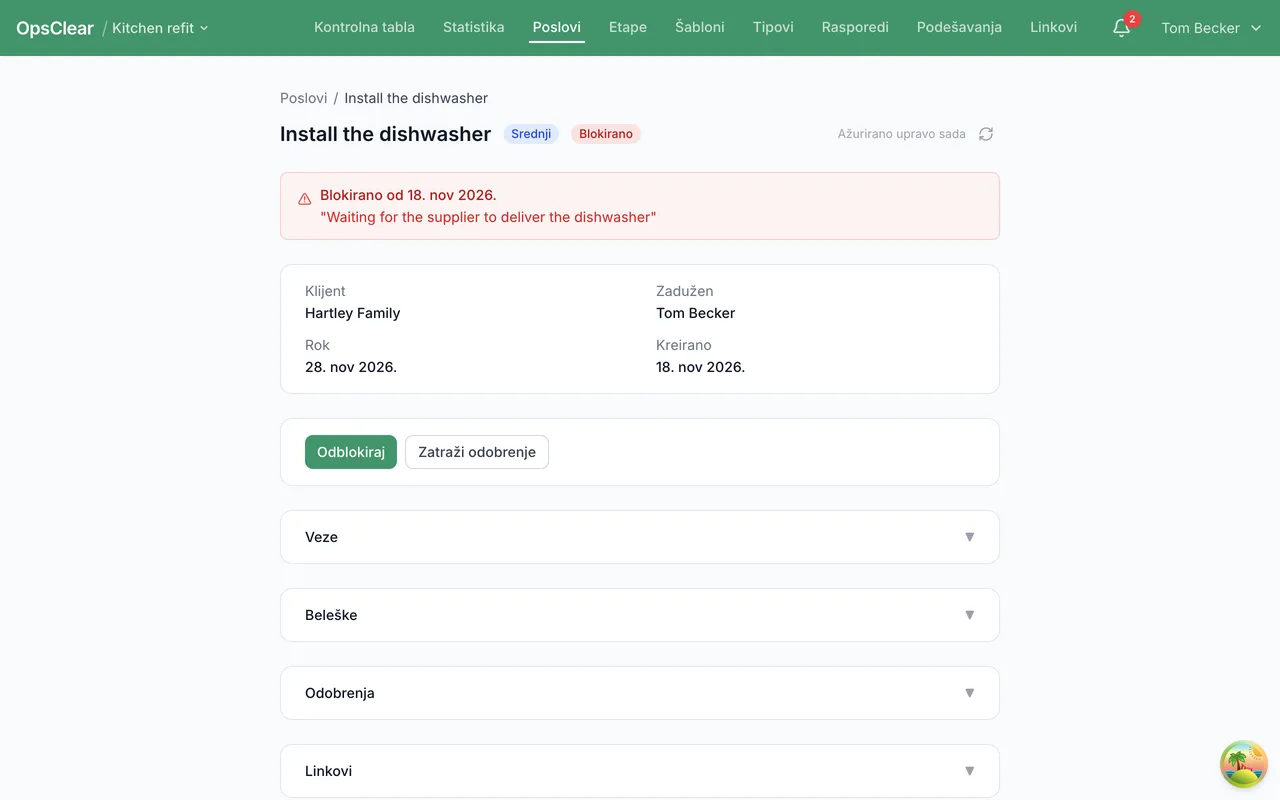 OpsClear / Kitchen refit
Kontrolna tabla
Statistika
Poslovi
Etape
Šabloni
Tipovi
Rasporedi
Podešavanja
Linkovi
2
Tom Becker
Poslovi / Install the dishwasher
Install the dishwasher
Srednji
Blokirano
Ažurirano upravo sada
Blokirano od 18. nov 2026.
"Waiting for the supplier to deliver the dishwasher"
Klijent
Hartley Family
Zadužen
Tom Becker
Rok
28. nov 2026.
Kreirano
18. nov 2026.
Odblokiraj
Zatraži odobrenje
Veze
Beleške
Odobrenja
Linkovi